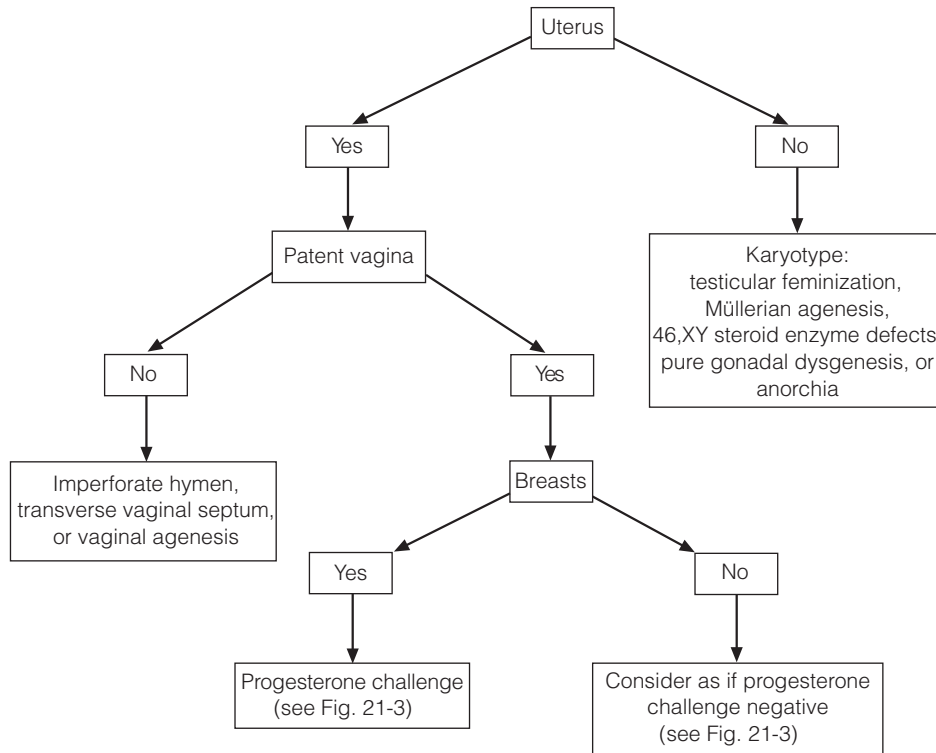 Uterus
Yes
No
Patent vagina
Karyotype:
testicular feminization,
Müllerian agenesis,
46,XY steroid enzyme defects
pure gonadal dysgenesis, or
anorchia
No
Yes
Imperforate hymen,
transverse vaginal septum,
or vaginal agenesis
Breasts
Yes
No
Progesterone challenge
(see Fig. 21-3)
Consider as if progesterone
challenge negative
(see Fig. 21-3)